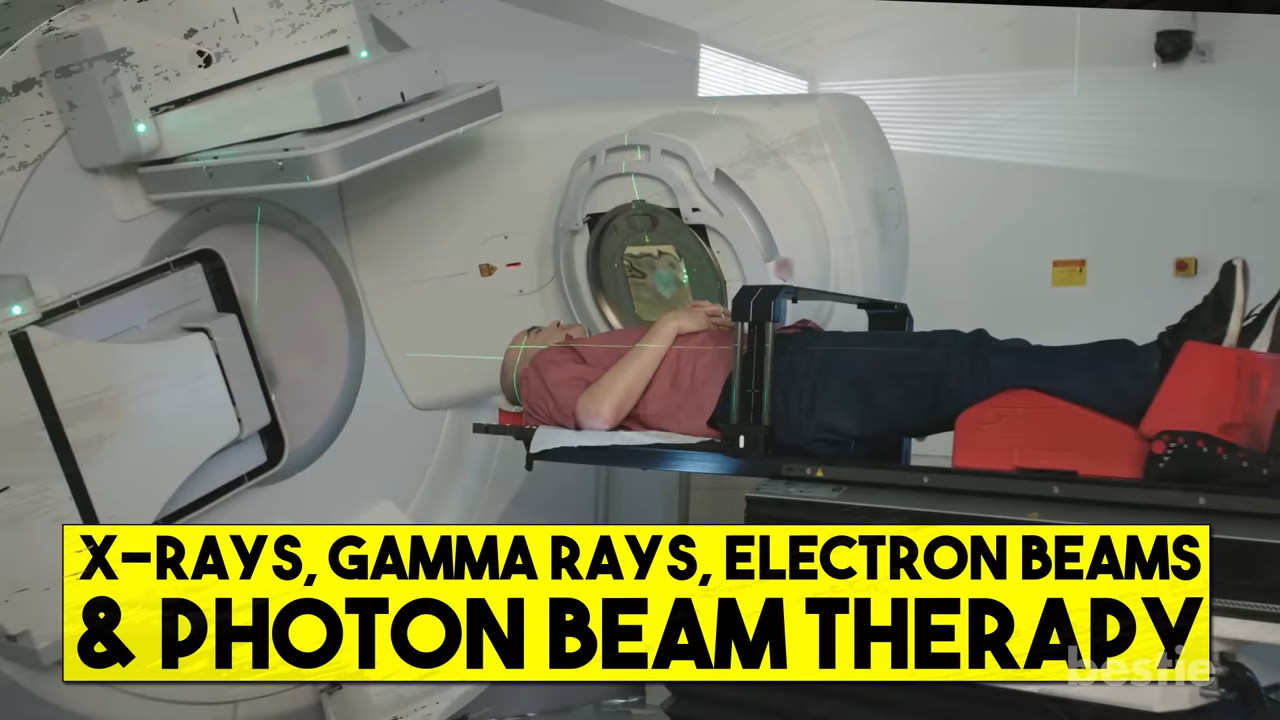 X-RAYS, GAMMA RAYS, ELECTRON BEAMS
& PHOTON BEAM THERAPY
bestie